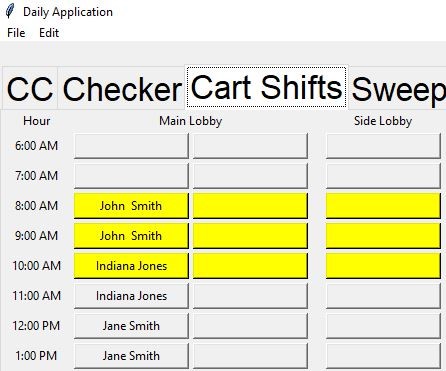 Daily Application
File Edit
CC Checker Cart Shifts Sweep
Hour Main Lobby Side Lobby
6:00 AM
7:00 AM
8:00 AM John  Smith
9:00 AM John  Smith
10:00 AM Indiana Jones
11:00 AM Indiana Jones
12:00 PM Jane Smith
1:00 PM Jane Smith